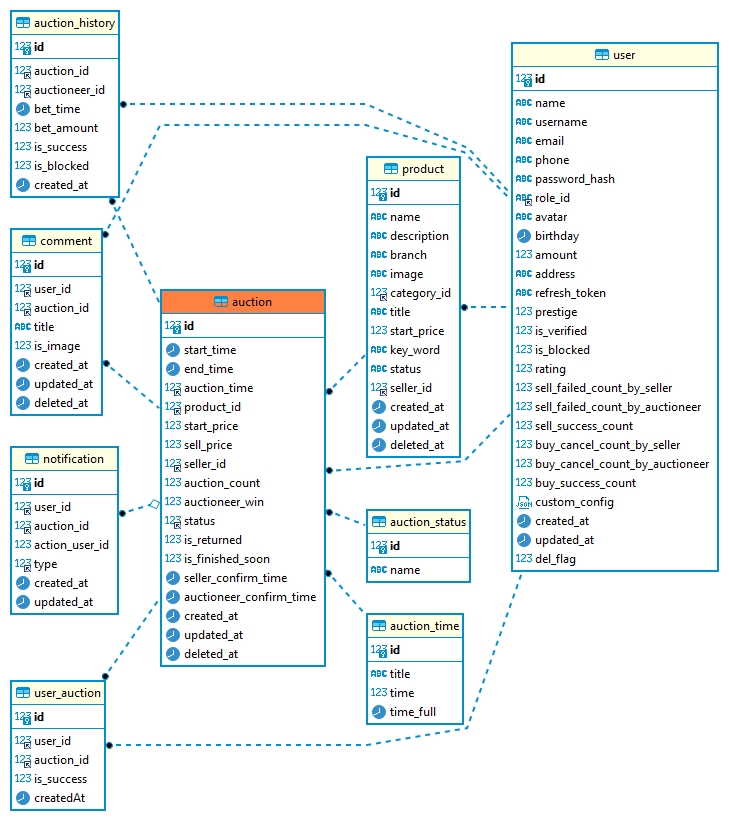 auction_history
123 id
123 auction_id
123 auctioneer_id
bet_time
123 bet_amount
123 is_success
123 is_blocked
created_at
comment
123 id
123 user_id
123 auction_id
ABC title
123 is_image
created_at
updated_at
deleted_at
notification
123 id
123 user_id
123 auction_id
123 action_user_id
123 type
created_at
updated_at
user_auction
123 id
123 user_id
123 auction_id
123 is_success
createdAt
auction
123 id
start_time
end_time
123 auction_time
123 product_id
123 start_price
123 sell_price
123 seller_id
123 auction_count
123 auctioneer_win
123 status
123 is_returned
123 is_finished_soon
seller_confirm_time
auctioneer_confirm_time
created_at
updated_at
deleted_at
product
123 id
ABC name
ABC description
ABC branch
ABC image
123 category_id
ABC title
123 start_price
ABC key_word
ABC status
123 seller_id
created_at
updated_at
deleted_at
auction_status
123 id
ABC name
auction_time
123 id
ABC title
123 time
time_full
user
123 id
ABC name
ABC username
ABC email
ABC phone
ABC password_hash
ABC role_id
ABC avatar
birthday
123 amount
ABC address
ABC refresh_token
123 prestige
123 is_verified
123 is_blocked
123 rating
123 sell_failed_count_by_seller
123 sell_failed_count_by_auctioneer
123 sell_success_count
123 buy_cancel_count_by_seller
123 buy_cancel_count_by_auctioneer
123 buy_success_count
JSON custom_config
created_at
updated_at
123 del_flag